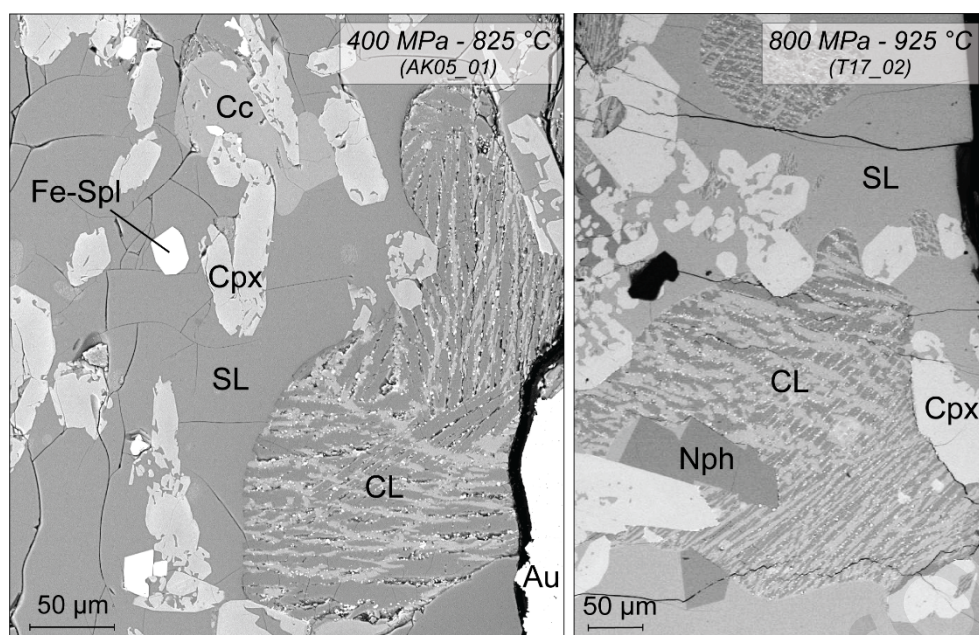 400 MPa - 825 °C
(AK05_01)
Cc
Fe-Spl
Cpx
SL
CL
Au
50 µm
800 MPa - 925 °C
(T17_02)
SL
CL
Cpx
Nph
50 µm